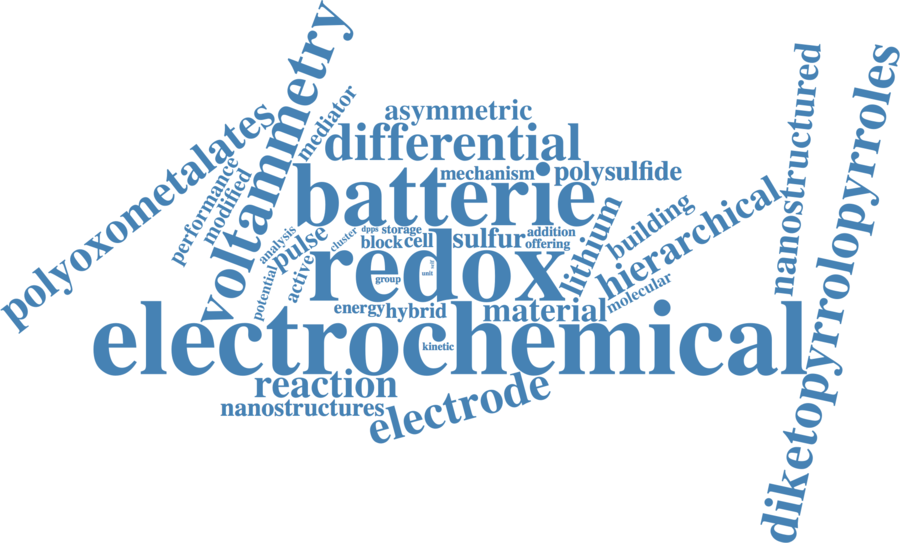 polyoxometalates
voltammetry
mediator
performance
modified
asymmetric
differential
mechanism
polysulfide
batterie
nanostructured
diketopyrrolopyrroles
hierarchical
building
lithium
molecular
analysis
pulse
cluster
dpps
storage
addition
block
cell
sulfur
offering
potential
active
redox
group
unit
energy
hybrid
material
electrochemical
kinetic
reaction
nanostructures
electrode